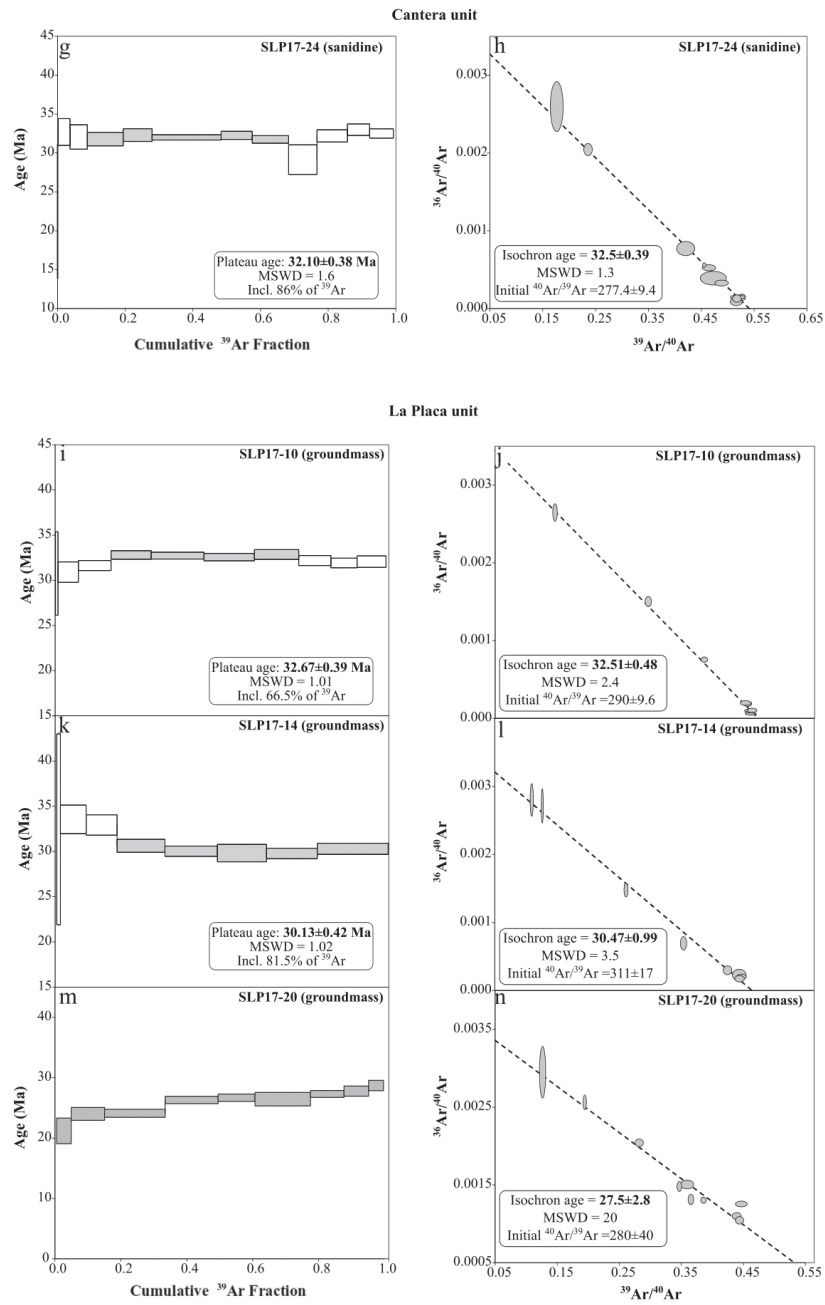 Cantera unit
g
SLP17-24 (sanidine)
45
40
35
30
25
20
15
10
Age (Ma)
Plateau age: 32.10±0.38 Ma
MSWD = 1.6
Incl. 86% of ³⁹Ar
0.0 0.2 0.4 0.6 0.8 1.0
Cumulative ³⁹Ar Fraction
h
SLP17-24 (sanidine)
0.003
0.002
0.001
0.000
³⁶Ar/⁴⁰Ar
Isochron age = 32.5±0.39
MSWD = 1.3
Initial ⁴⁰Ar/³⁹Ar =277.4±9.4
0.05 0.15 0.25 0.35 0.45 0.55 0.65
³⁹Ar/⁴⁰Ar
La Placa unit
i
SLP17-10 (groundmass)
45
40
35
30
25
20
15
Age (Ma)
Plateau age: 32.67±0.39 Ma
MSWD = 1.01
Incl. 66.5% of ³⁹Ar
j
SLP17-10 (groundmass)
0.003
0.002
0.001
0.000
³⁶Ar/⁴⁰Ar
Isochron age = 32.51±0.48
MSWD = 2.4
Initial ⁴⁰Ar/³⁹Ar =290±9.6
k
SLP17-14 (groundmass)
40
35
30
25
20
15
Age (Ma)
Plateau age: 30.13±0.42 Ma
MSWD = 1.02
Incl. 81.5% of ³⁹Ar
l
SLP17-14 (groundmass)
0.003
0.002
0.001
0.000
³⁶Ar/⁴⁰Ar
Isochron age = 30.47±0.99
MSWD = 3.5
Initial ⁴⁰Ar/³⁹Ar =311±17
m
SLP17-20 (groundmass)
40
30
20
10
0
Age (Ma)
0.0 0.2 0.4 0.6 0.8 1.0
Cumulative ³⁹Ar Fraction
n
SLP17-20 (groundmass)
0.0035
0.0025
0.0015
0.0005
³⁶Ar/⁴⁰Ar
Isochron age = 27.5±2.8
MSWD = 20
Initial ⁴⁰Ar/³⁹Ar =280±40
0.05 0.15 0.25 0.35 0.45 0.55
³⁹Ar/⁴⁰Ar